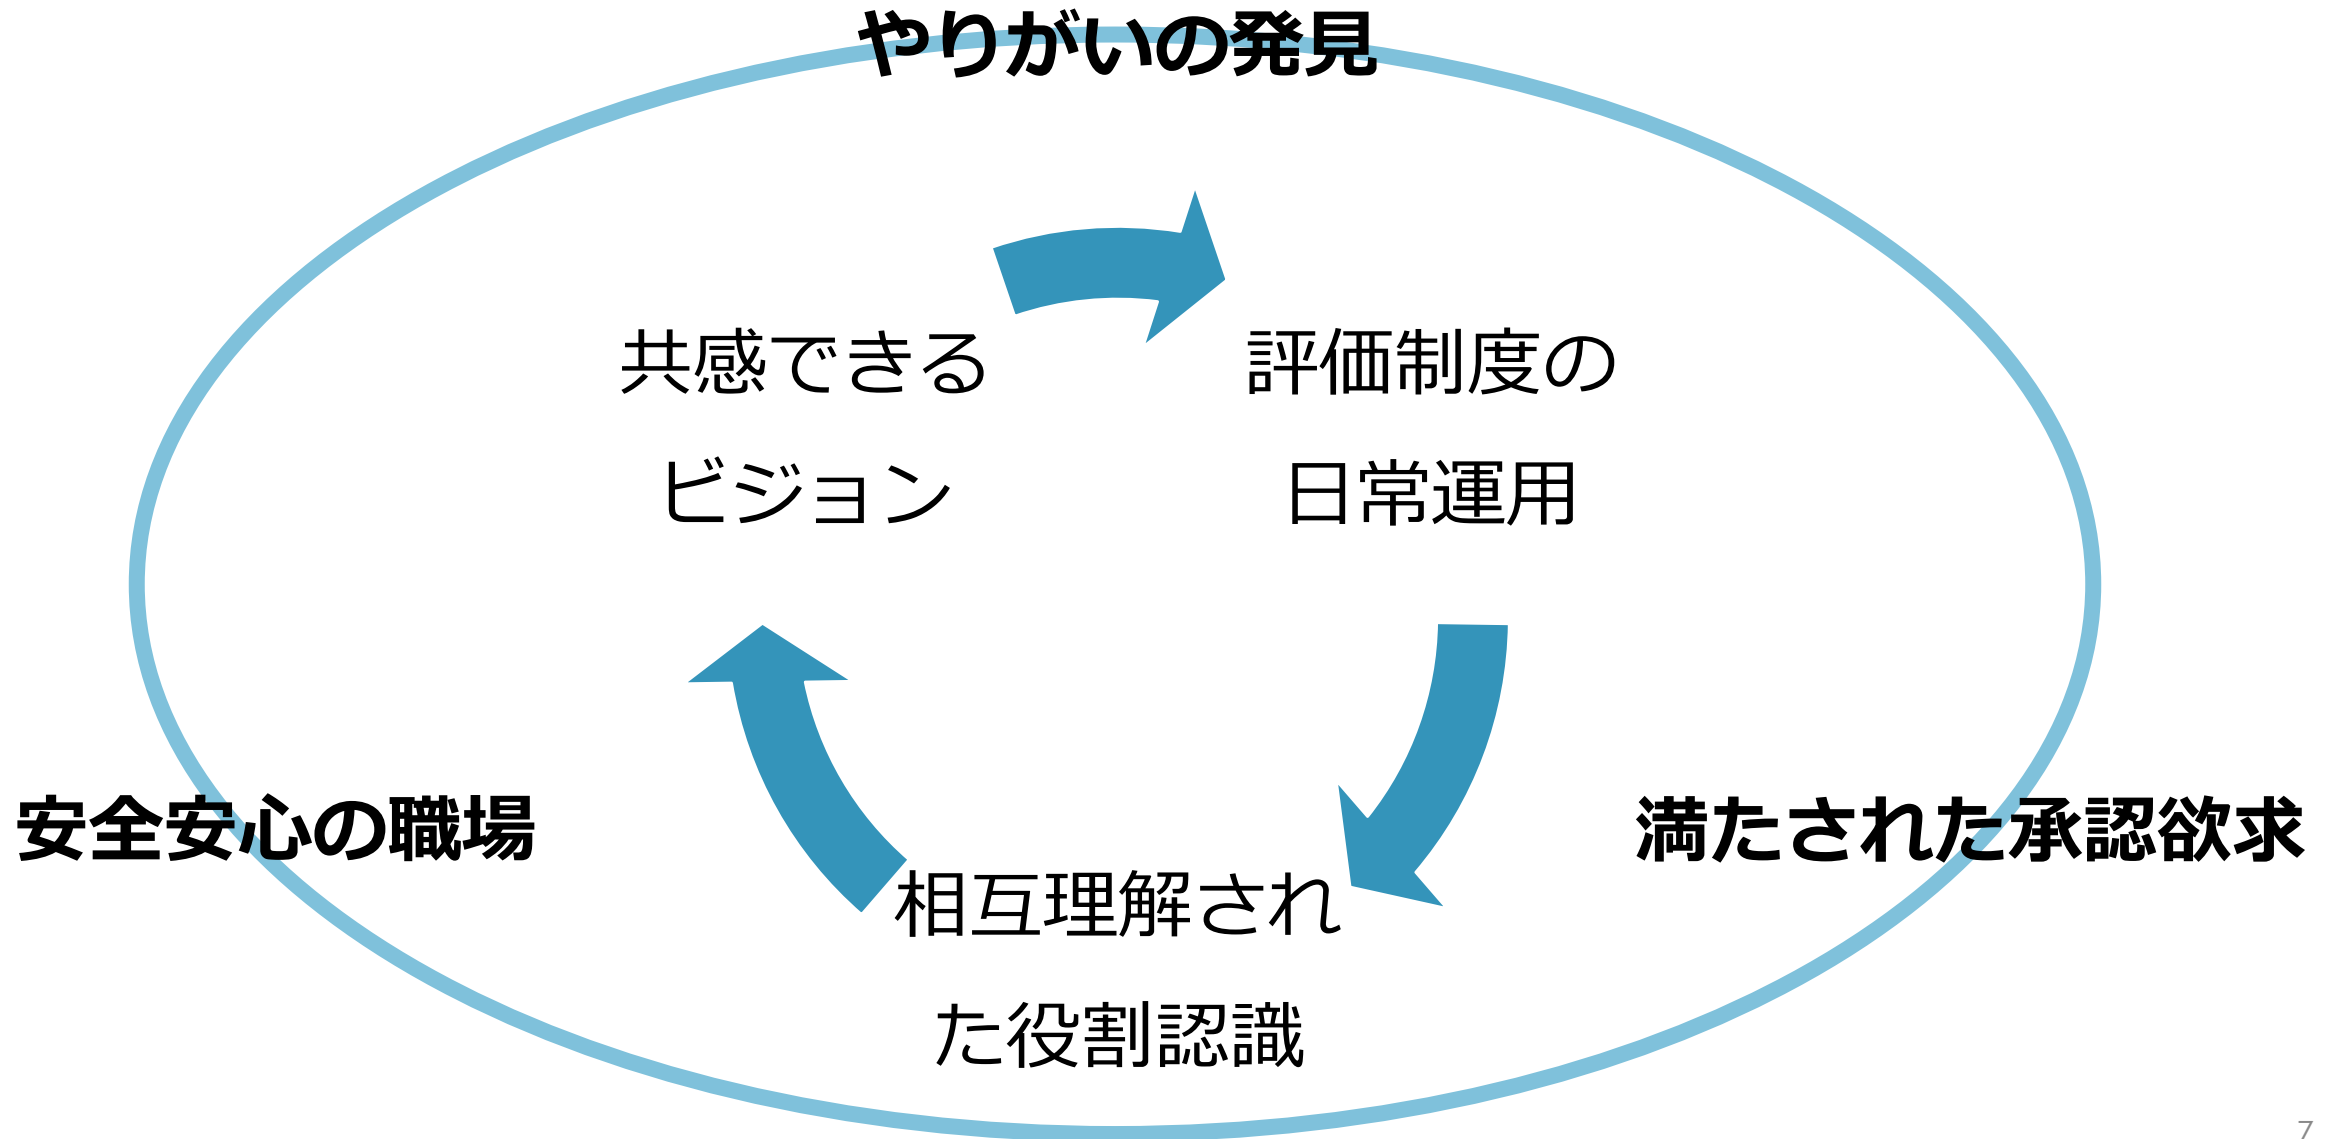 やりがいの発見
共感できる
ビジョン
評価制度の
日常運用
安全安心の職場
満たされた承認欲求
相互理解され
た役割認識
7